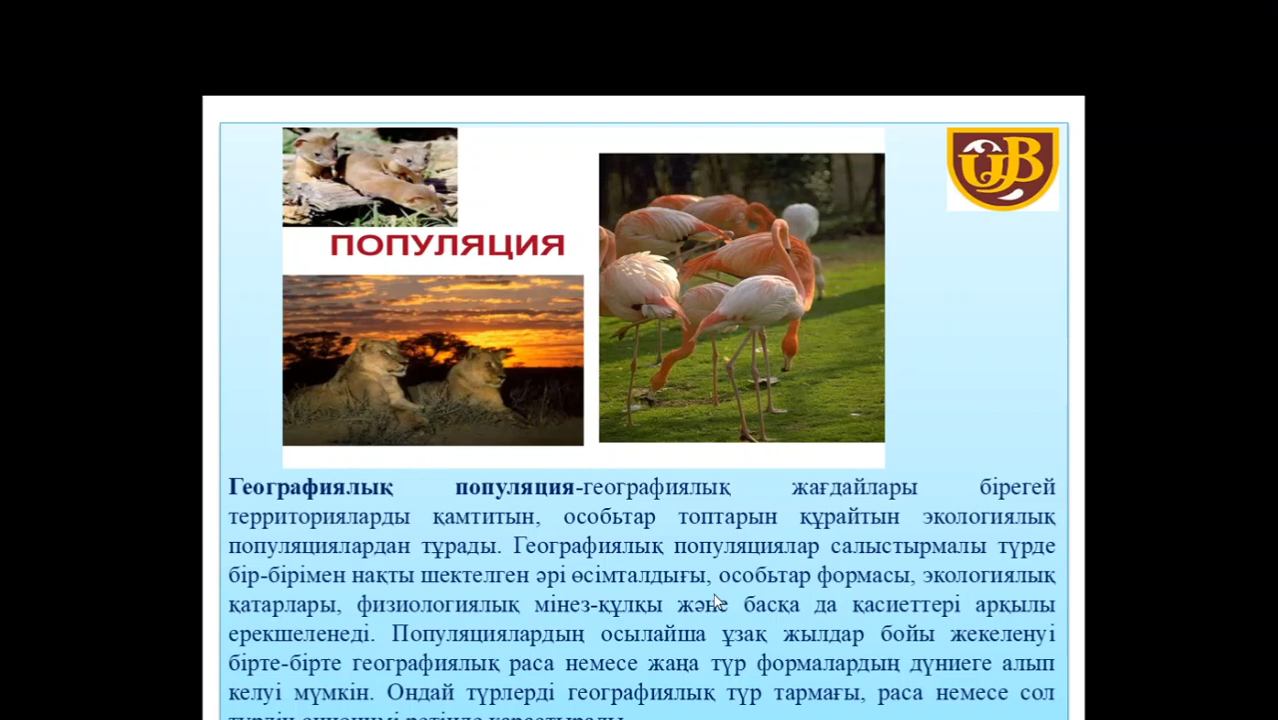 ПОПУЛЯЦИЯ
Географиялық популяция-географиялық жағдайлары бірегей
территорияларды қамтитын, особьтар топтарын құрайтын экологиялық
популяциялардан тұрады. Географиялық популяциялар салыстырмалы түрде
бір-бірімен нақты шектелген әрі өсімталдығы, особьтар формасы, экологиялық
қатарлары, физиологиялық мінез-құлқы және басқа да қасиеттері арқылы
ерекшеленеді. Популяциялардың осылайша ұзақ жылдар бойы жекеленуі
бірте-бірте географиялық раса немесе жаңа түр формалардың дүниеге алып
келуі мүмкін. Ондай түрлерді географиялық түр тармағы, раса немесе сол